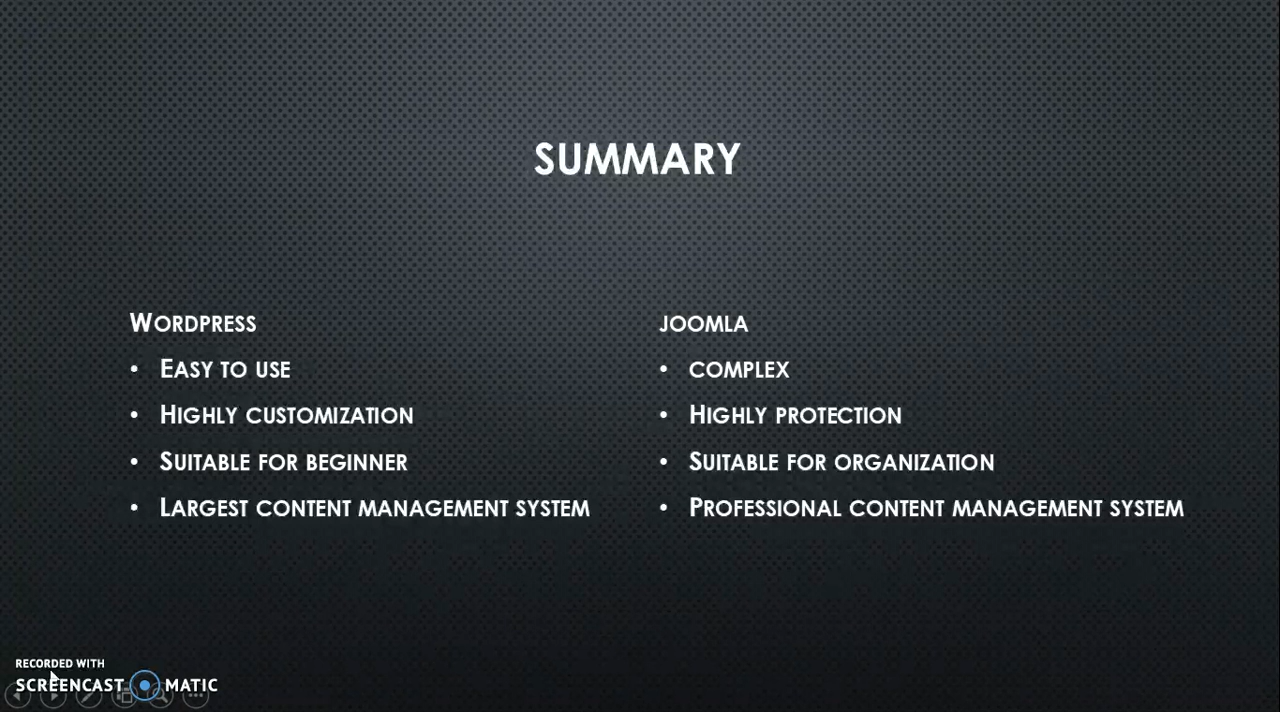 SUMMARY
WORDPRESS
• EASY TO USE
• HIGHLY CUSTOMIZATION
• SUITABLE FOR BEGINNER
• LARGEST CONTENT MANAGEMENT SYSTEM
JOOMLA
• COMPLEX
• HIGHLY PROTECTION
• SUITABLE FOR ORGANIZATION
• PROFESSIONAL CONTENT MANAGEMENT SYSTEM
RECORDED WITH
SCREENCAST MATIC